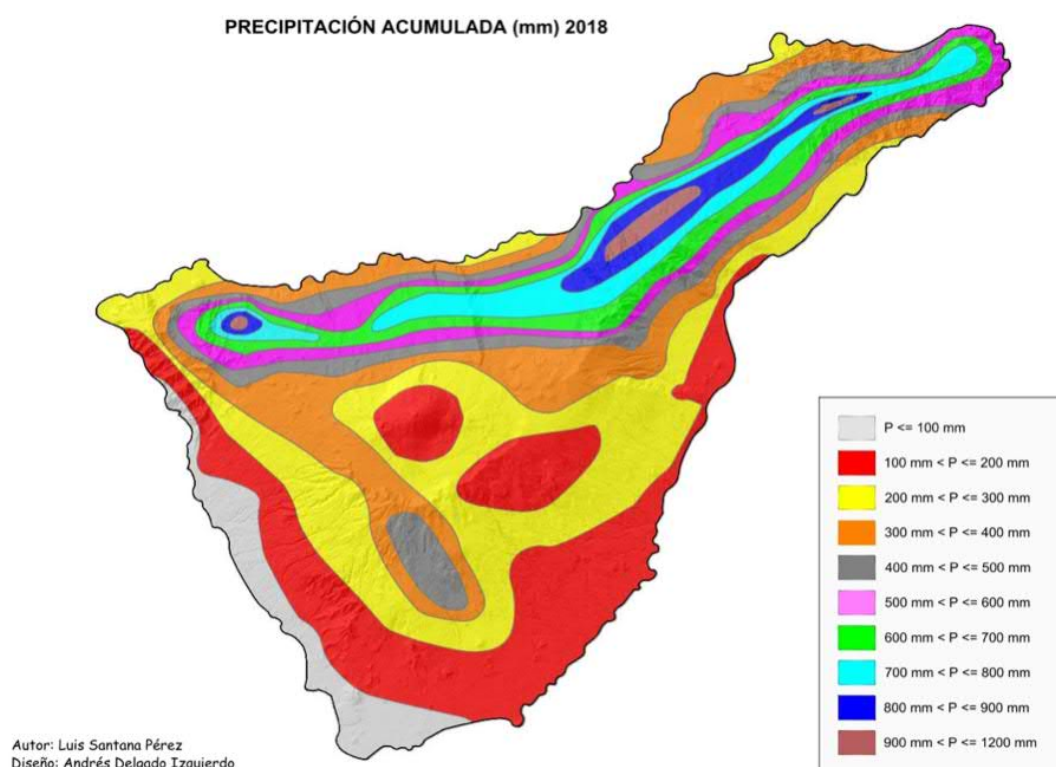 PRECIPITACIÓN ACUMULADA (mm) 2018
P <= 100 mm
100 mm < P <= 200 mm
200 mm < P <= 300 mm
300 mm < P <= 400 mm
400 mm < P <= 500 mm
500 mm < P <= 600 mm
600 mm < P <= 700 mm
700 mm < P <= 800 mm
800 mm < P <= 900 mm
900 mm < P <= 1200 mm
Autor: Luis Santana Pérez
Diseño: Andrés Delgado Izquierdo